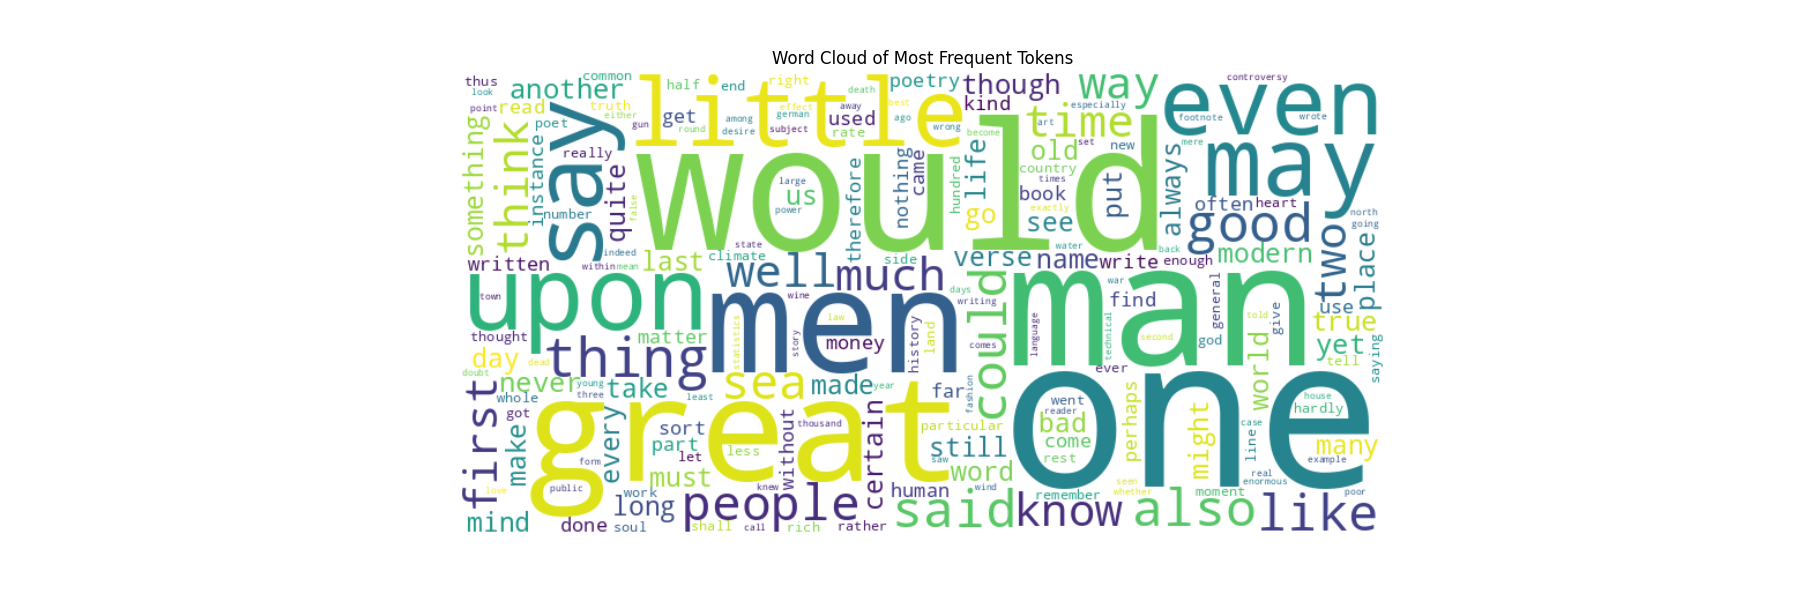 Word Cloud of Most Frequent Tokens
thus common half end right poetry though way controversy
look another death kind even
point read truth get effect away best used especially footnote wrote
say little time
poet either gun among german ago wrong art
round desire subject rate become set mere
something think instance really quite would old new may
therefore nothing came hundred life country always
large us times book put often heart
number false power go see exactly good north
indeed state water back going
written within mean last climate side verse name write enough modern two place
upon well much days war
town wine writing find general use
men could man told give true
thought matter statistics story law money history land language technical second god world yet
thing comes tell saying
day dead ever
doubt never young take sea made year far
first whole three least fashion went house
got great one reader hardly
make every sort part without thousand certain particular bad perhaps might line case many
let less still come
form saw rest example
must word real
love public work knew human wind seen enormous
whether moment poor
long people said know remember also like
mind done soul shall call rich rather